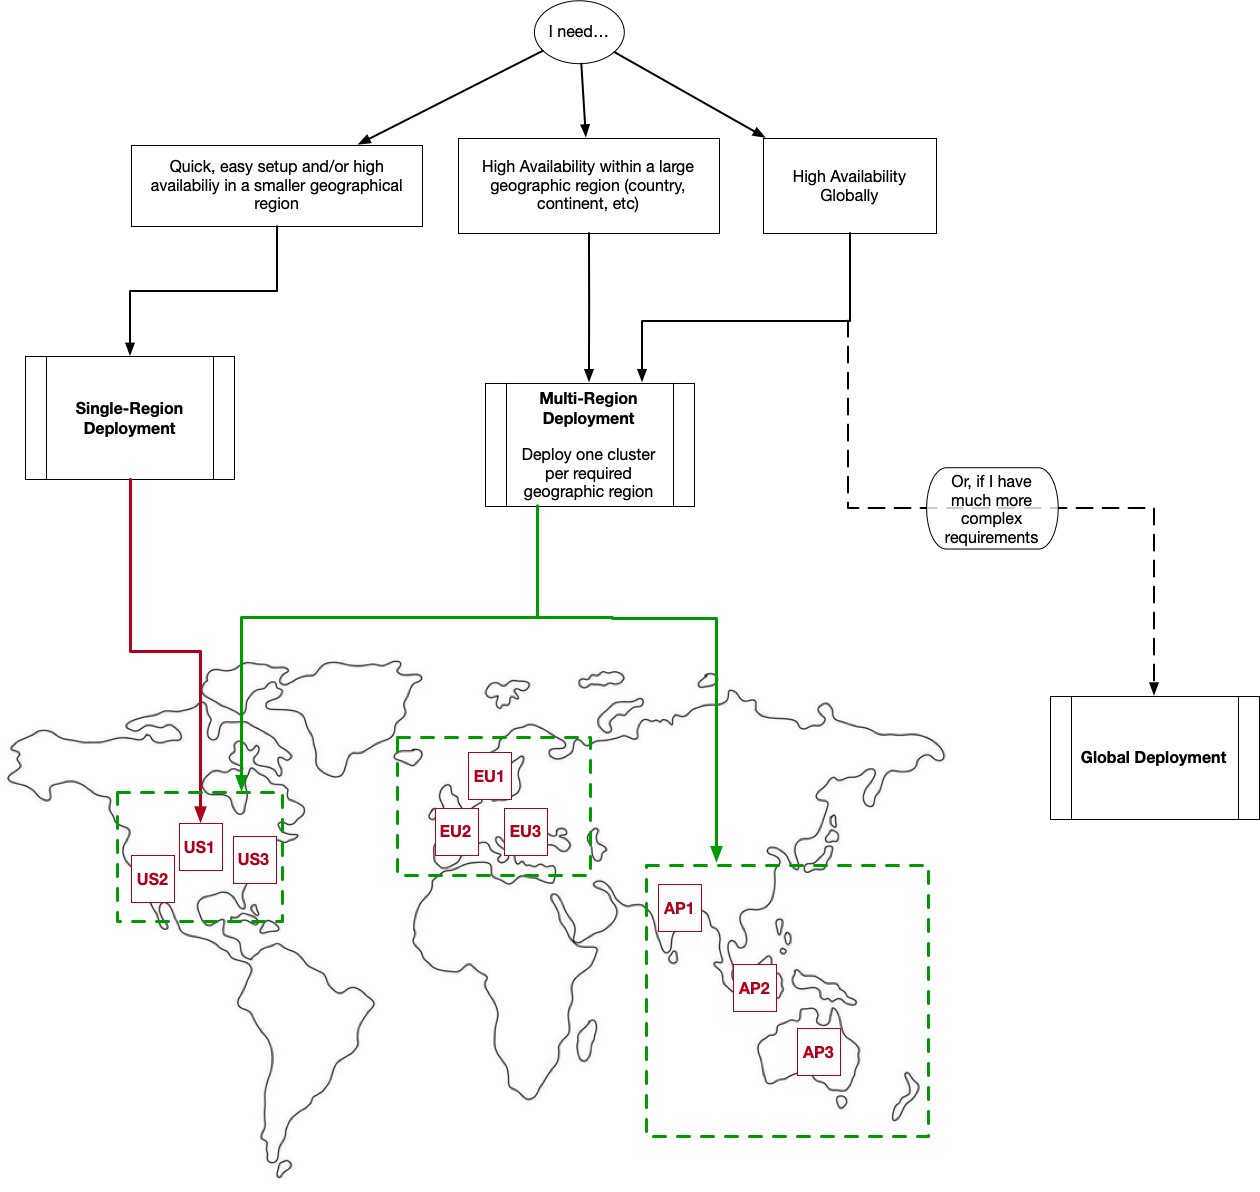 I need...
Quick, easy setup and/or high
availabiliy in a smaller geographical
region
High Availability within a large
geographic region (country,
continent, etc)
High Availability
Globally
Single-Region
Deployment
Multi-Region
Deployment
Deploy one cluster
per required
geographic region
Or, if I have
much more
complex
requirements
Global Deployment
EU1
EU2
EU3
US1
US2
US3
AP1
AP2
AP3